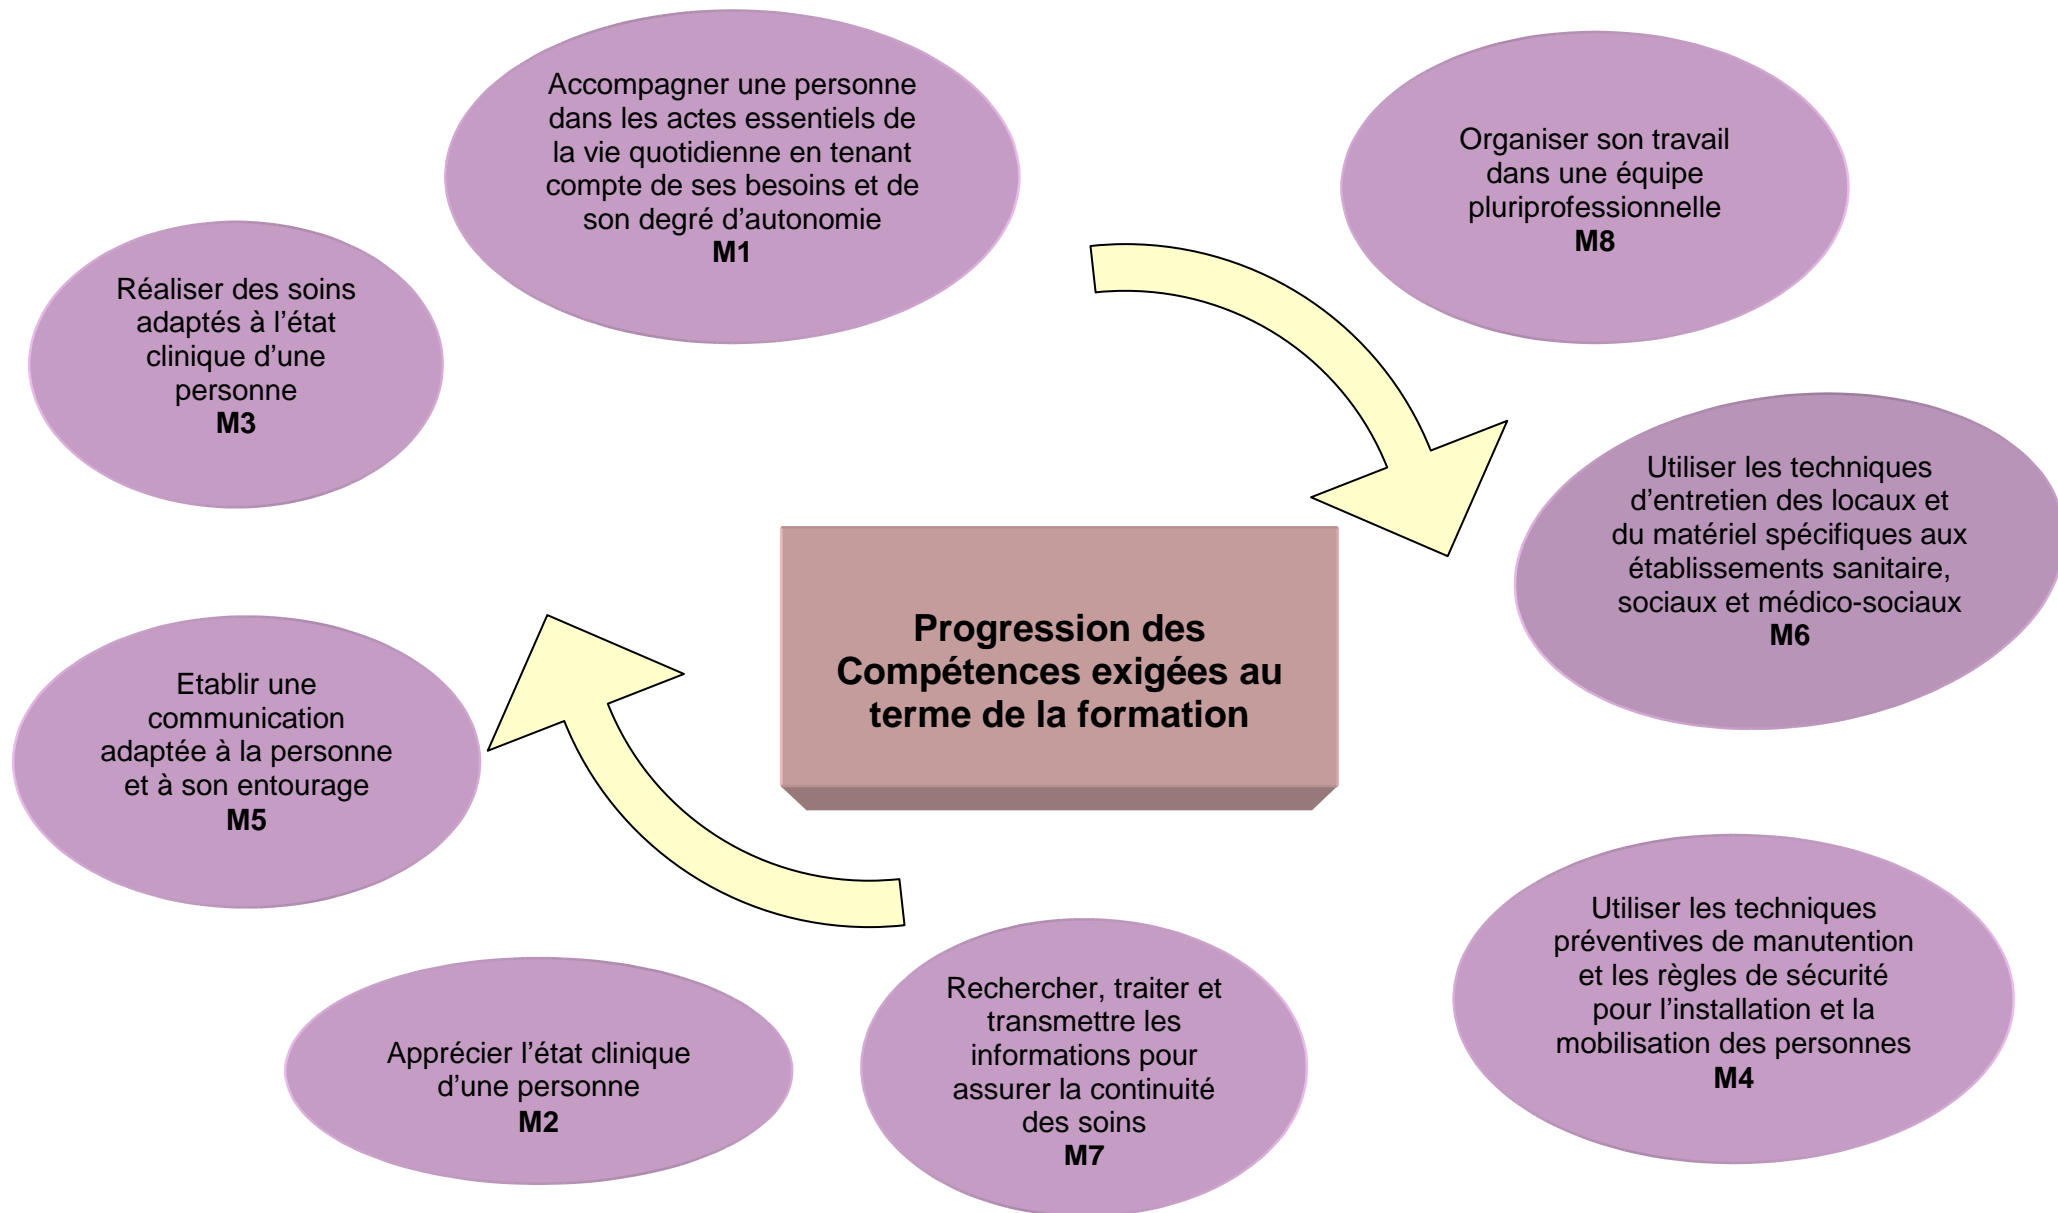 Accompagner une personne
dans les actes essentiels de
la vie quotidienne en tenant
compte de ses besoins et de
son degré d’autonomie
M1
Organiser son travail
dans une équipe
pluriprofessionnelle
M8
Réaliser des soins
adaptés à l’état
clinique d’une
personne
M3
Utiliser les techniques
d’entretien des locaux et
du matériel spécifiques aux
établissements sanitaire,
sociaux et médico-sociaux
M6
Progression des
Compétences exigées au
terme de la formation
Etablir une
communication
adaptée à la personne
et à son entourage
M5
Utiliser les techniques
préventives de manutention
et les règles de sécurité
pour l’installation et la
mobilisation des personnes
M4
Rechercher, traiter et
transmettre les
informations pour
assurer la continuité
des soins
M7
Apprécier l’état clinique
d’une personne
M2